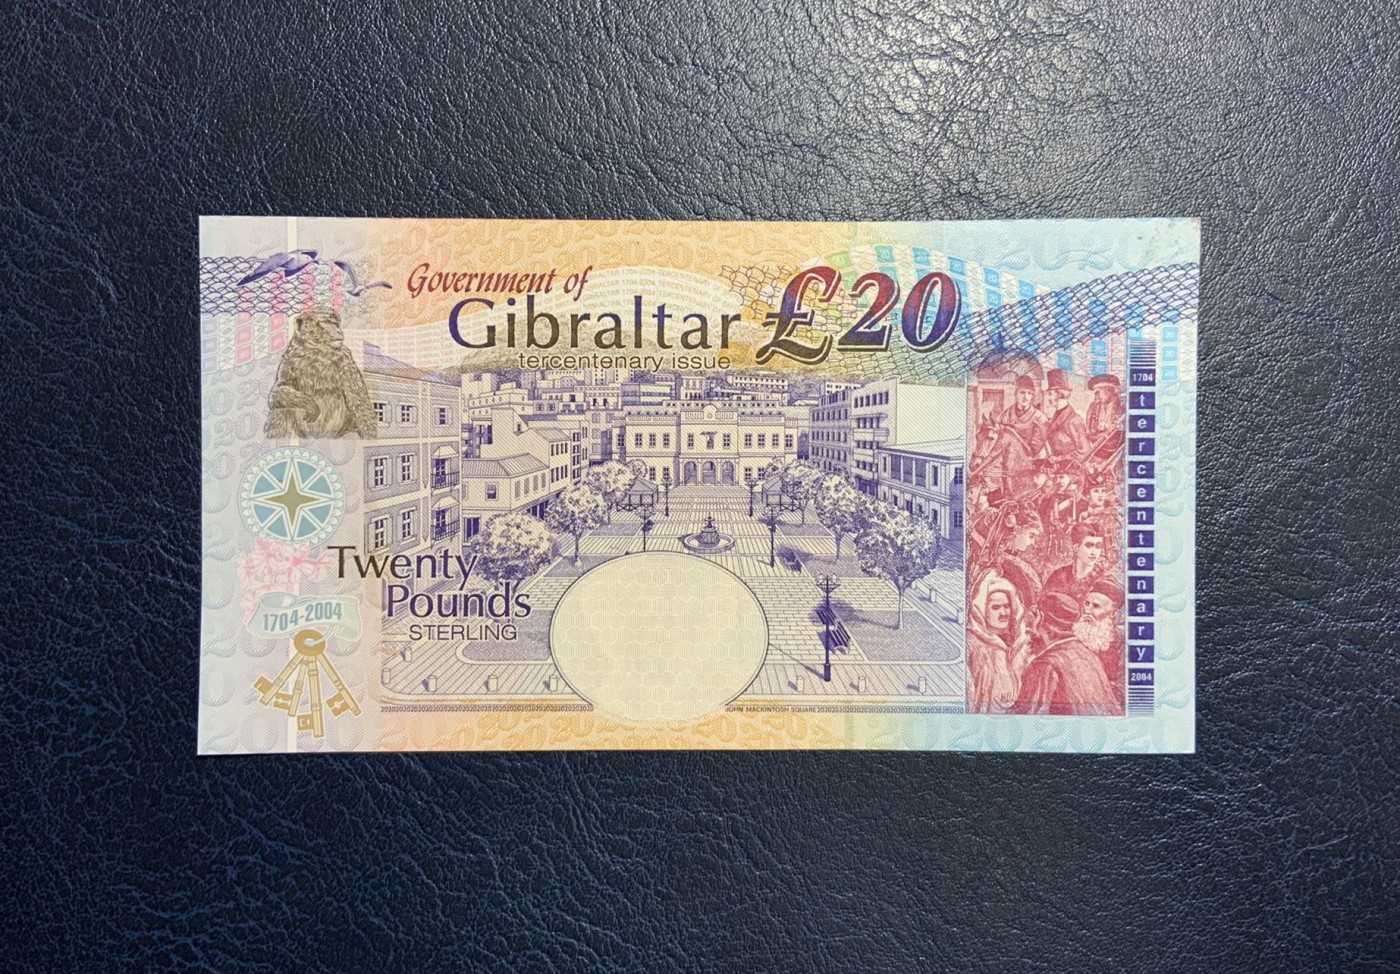 Government of
Gibraltar
tercentenary issue
£20
Twenty
Pounds
STERLING
1704-2004
JOHN MACKINTOSH SQUARE
1704
tercentenary
2004